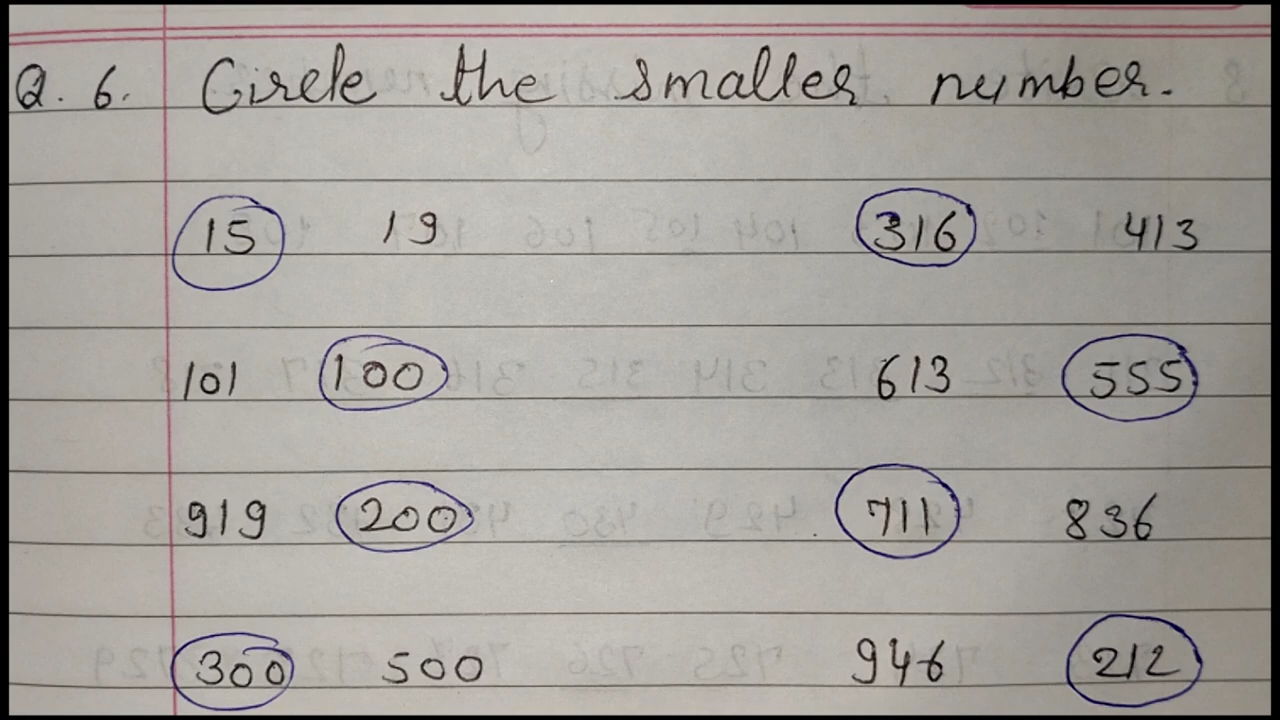 Q. 6. Circle the smaller number.
15 19 316 413
101 100 613 555
919 200 711 836
300 500 946 212